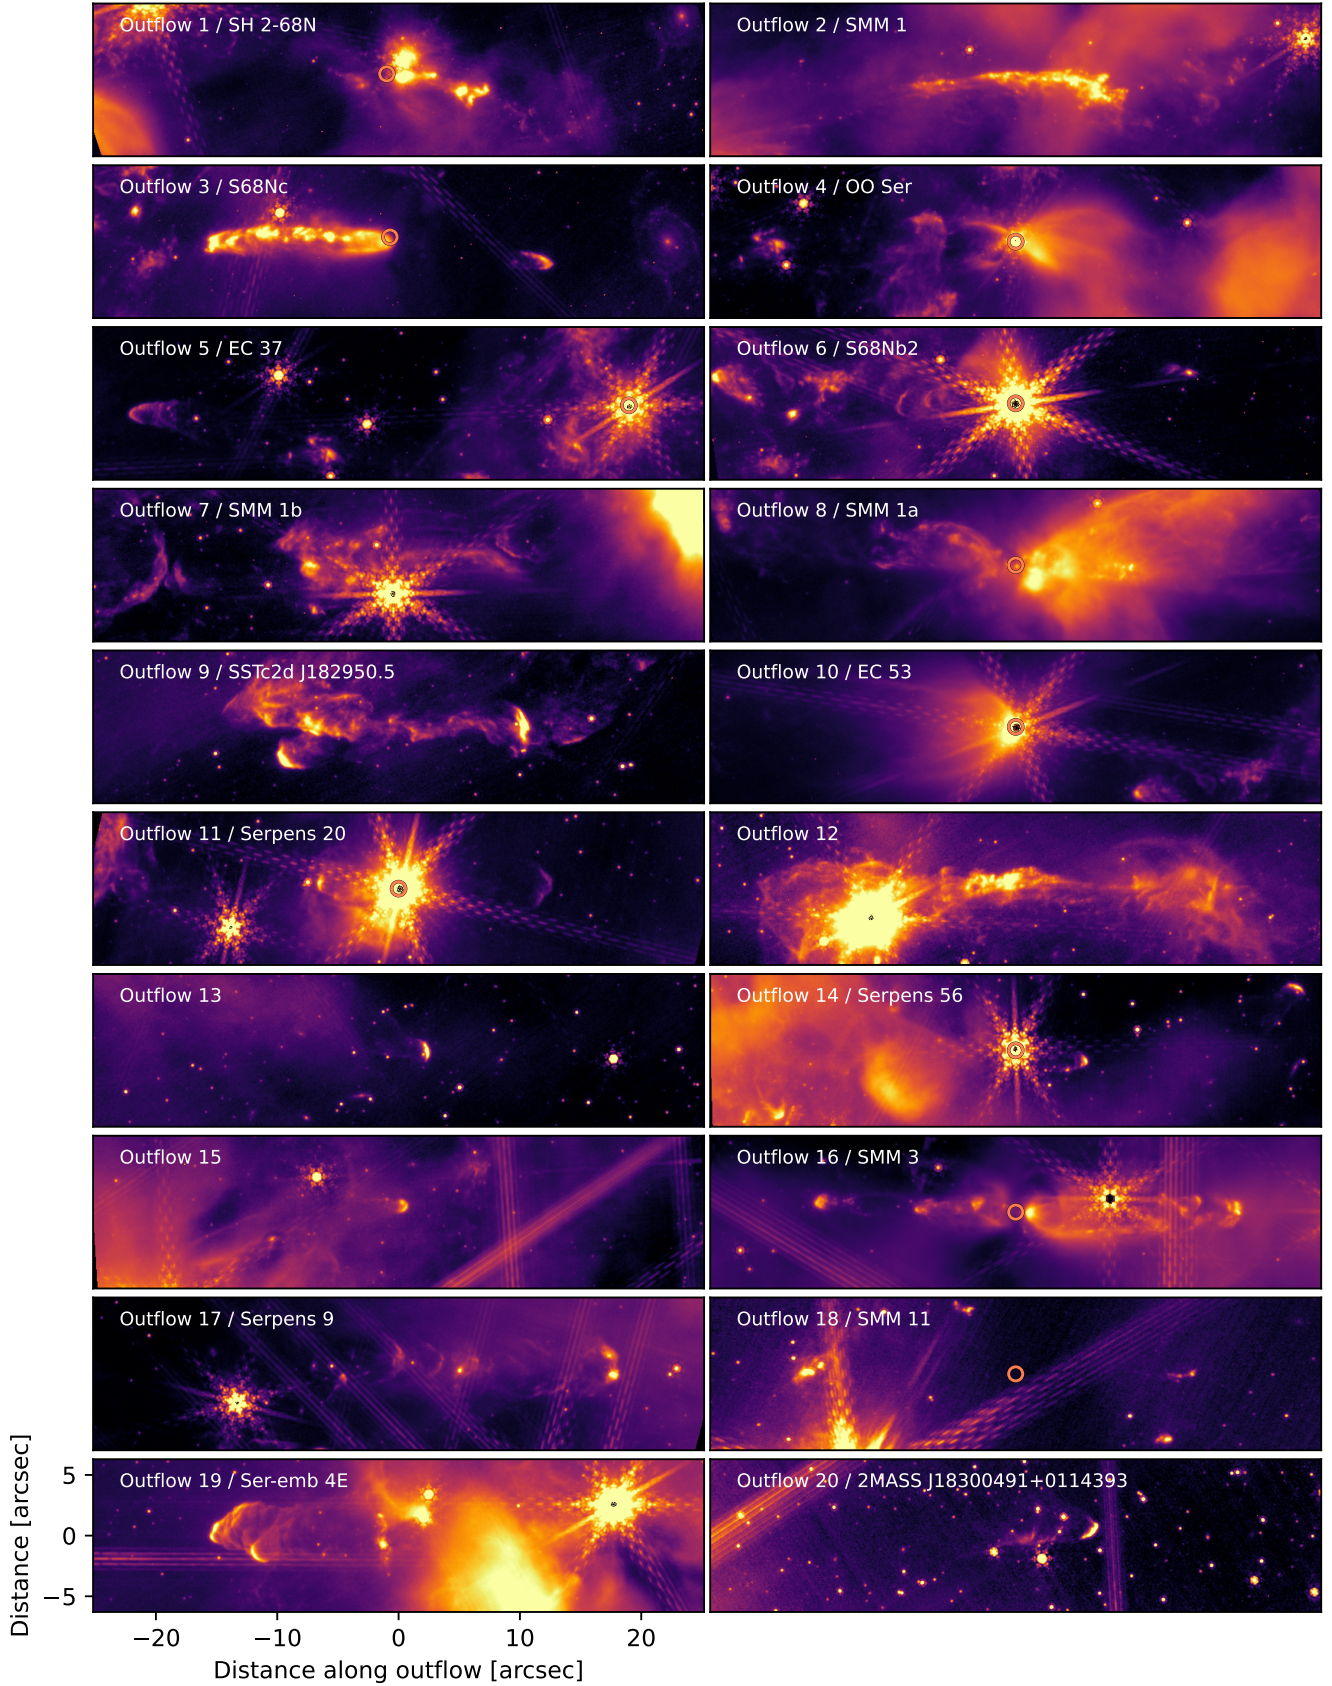 Outflow 1 / SH 2-68N
Outflow 2 / SMM 1
Outflow 3 / S68Nc
Outflow 4 / OO Ser
Outflow 5 / EC 37
Outflow 6 / S68Nb2
Outflow 7 / SMM 1b
Outflow 8 / SMM 1a
Outflow 9 / SSTc2d J182950.5
Outflow 10 / EC 53
Outflow 11 / Serpens 20
Outflow 12
Outflow 13
Outflow 14 / Serpens 56
Outflow 15
Outflow 16 / SMM 3
Outflow 17 / Serpens 9
Outflow 18 / SMM 11
Outflow 19 / Ser-emb 4E
Outflow 20 / 2MASS J18300491+0114393
5
0
−5
Distance [arcsec]
−20 −10 0 10 20
Distance along outflow [arcsec]